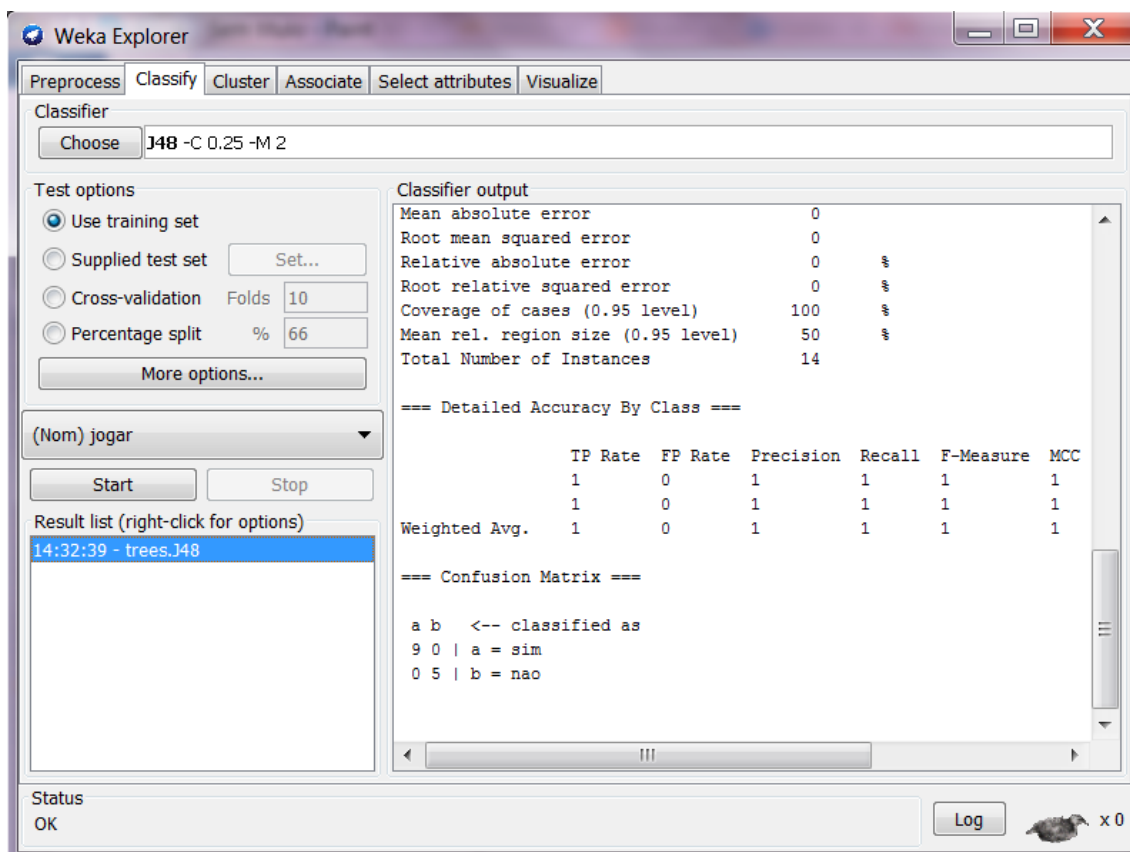 Weka Explorer
Preprocess Classify Cluster Associate Select attributes Visualize
Classifier
Choose J48 -C 0.25 -M 2
Test options
Use training set
Supplied test set Set...
Cross-validation Folds 10
Percentage split % 66
More options...
(Nom) jogar
Start Stop
Result list (right-click for options)
14:32:39 - trees.J48
Classifier output
Mean absolute error 0
Root mean squared error 0
Relative absolute error 0 %
Root relative squared error 0 %
Coverage of cases (0.95 level) 100 %
Mean rel. region size (0.95 level) 50 %
Total Number of Instances 14
=== Detailed Accuracy By Class ===
TP Rate FP Rate Precision Recall F-Measure MCC
1 0 1 1 1 1
1 0 1 1 1 1
Weighted Avg. 1 0 1 1 1 1
=== Confusion Matrix ===
a b <-- classified as
9 0 | a = sim
0 5 | b = nao
Status
OK
Log x 0